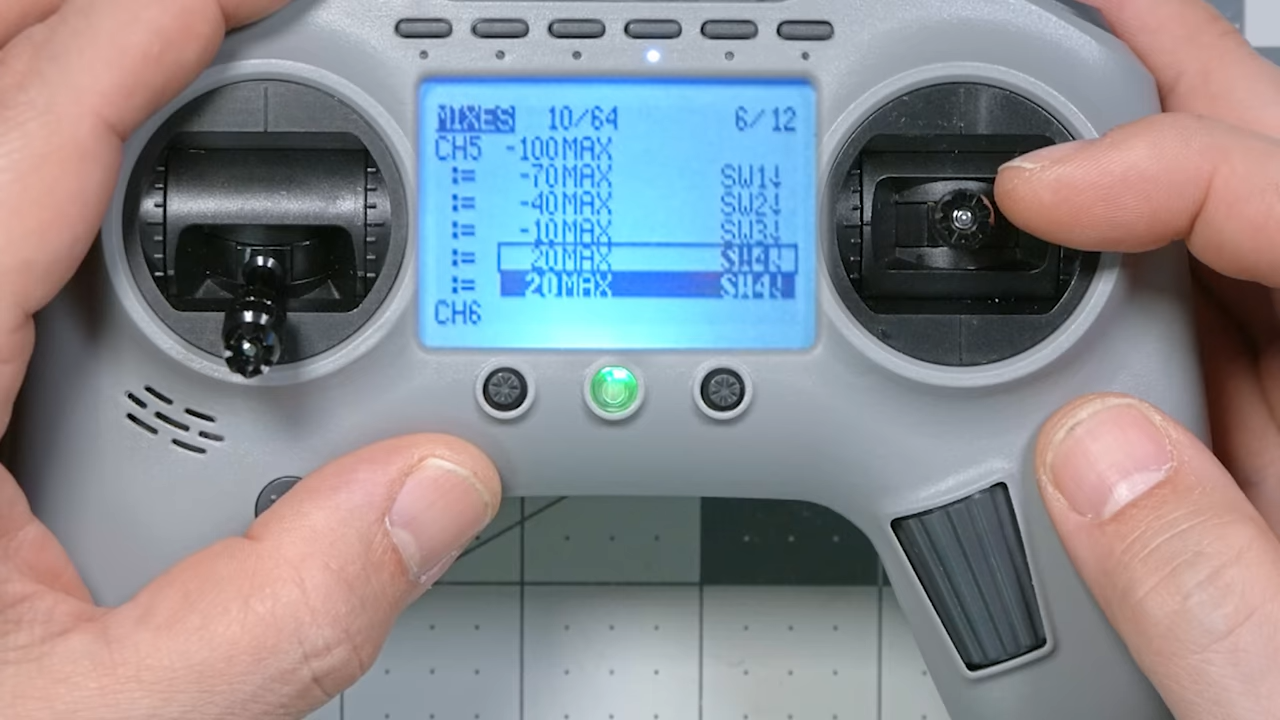 MIXES 10/64 6/12
CH5 -100MAX
:= -70MAX SW1↓
:= -40MAX SW2↓
:= -10MAX SW3↓
:= 20MAX SW4↓
:= 20MAX SW4↓
CH6